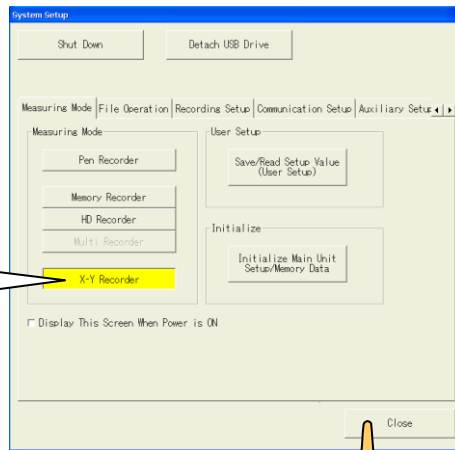 System Setup
Shut Down
Detach USB Drive
Measuring Mode File Operation Recording Setup Communication Setup Auxiliary Setup
Measuring Mode
Pen Recorder
Memory Recorder
HD Recorder
Multi Recorder
X-Y Recorder
User Setup
Save/Read Setup Value
(User Setup)
Initialize
Initialize Main Unit
Setup/Memory Data
Display This Screen When Power is ON
Close